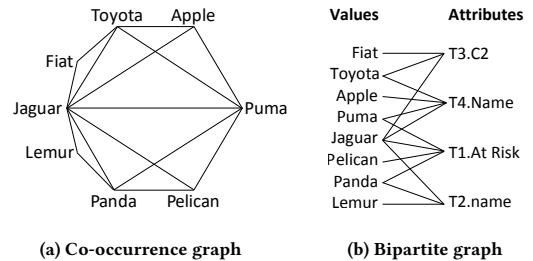 Toyota Apple
Fiat
Jaguar Puma
Lemur
Panda Pelican
(a) Co-occurrence graph
Values Attributes
Fiat T3.C2
Toyota
Apple T4.Name
Puma
Jaguar T1.At Risk
Pelican
Panda
Lemur T2.name
(b) Bipartite graph